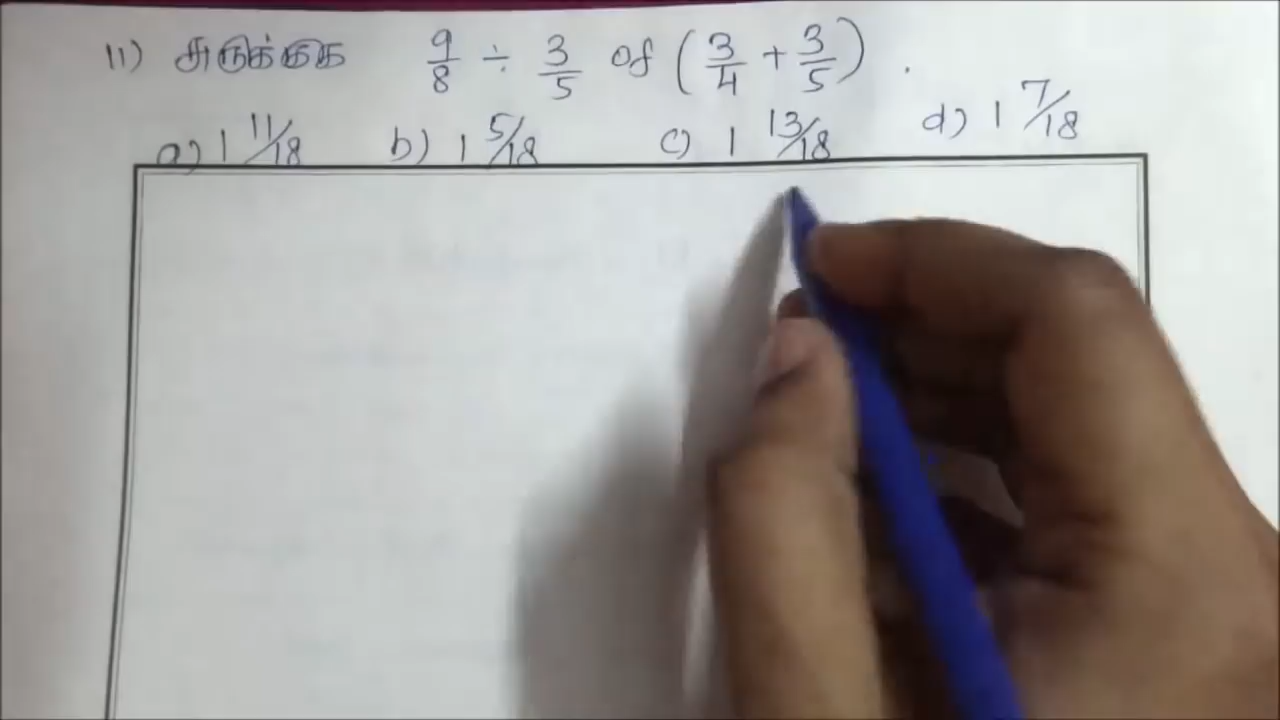 11) சுருக்குக 9/8 ÷ 3/5 of (3/4 + 3/5) .
a) 1 11/18 b) 1 5/18 c) 1 13/18 d) 1 7/18